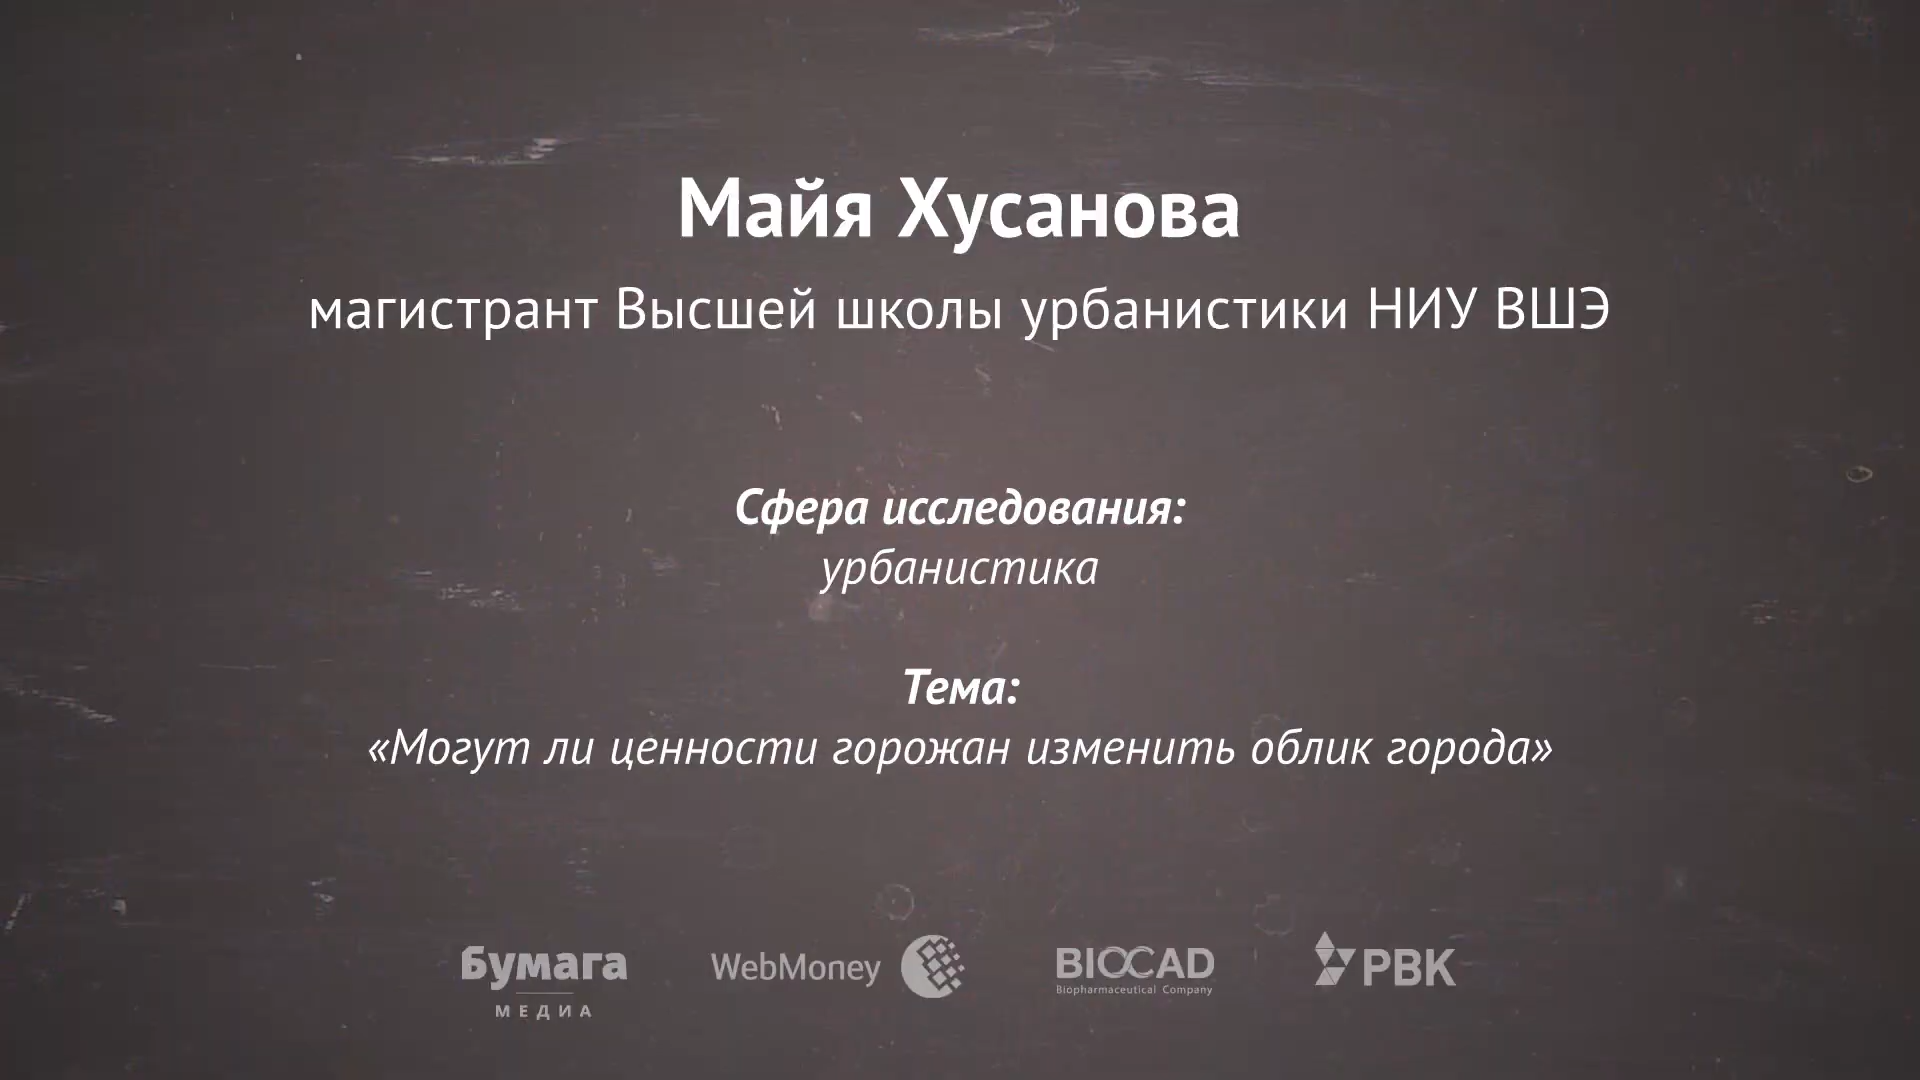 Майя Хусанова
магистрант Высшей школы урбанистики НИУ ВШЭ
Сфера исследования:
урбанистика
Тема:
«Могут ли ценности горожан изменить облик города»
Бумага
МЕДИА
WebMoney
BIOCAD
Biopharmaceutical Company
РВК